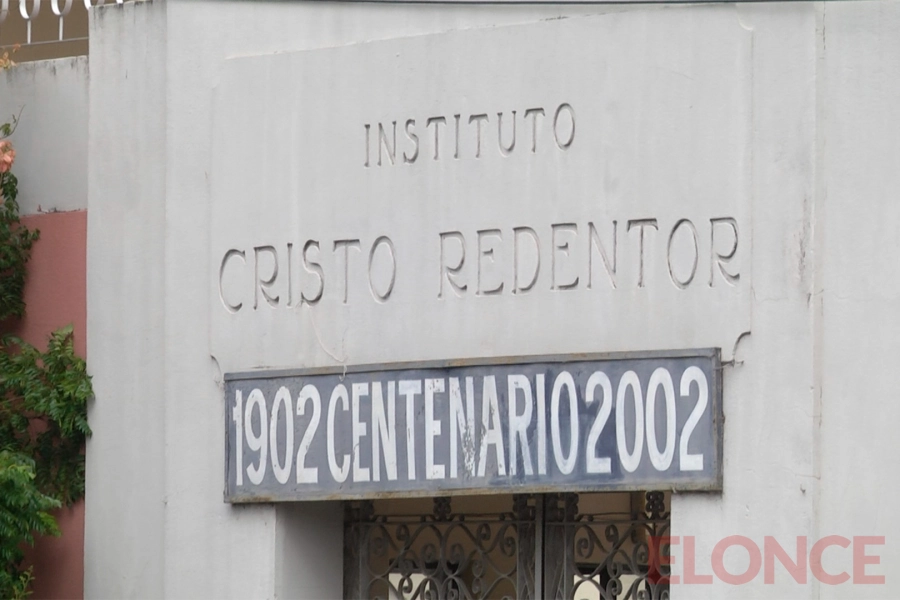 INSTITUTO
CRISTO REDENTOR
1902 CENTENARIO 2002
ELONCE